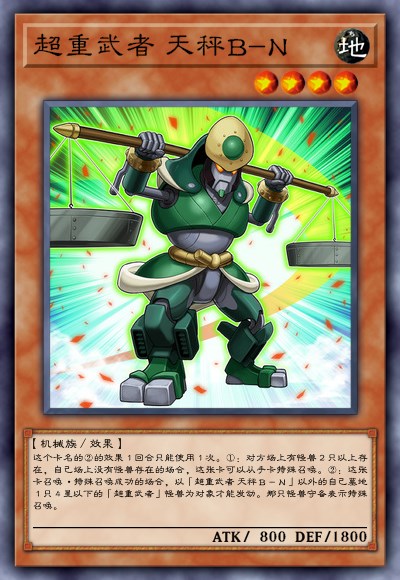 超重武者 天秤B-N
地
【机械族/效果】
这个卡名的②的效果1回合只能使用1次。①:对方场上有怪兽2只以上存
在,自己场上没有怪兽存在的场合,这张卡可以从手卡特殊召唤。②:这张
卡召唤·特殊召唤成功的场合,以「超重武者 天秤B-N」以外的自己墓地
1只4星以下的「超重武者」怪兽为对象才能发动。那只怪兽守备表示特殊
召唤。
ATK/ 800 DEF/1800